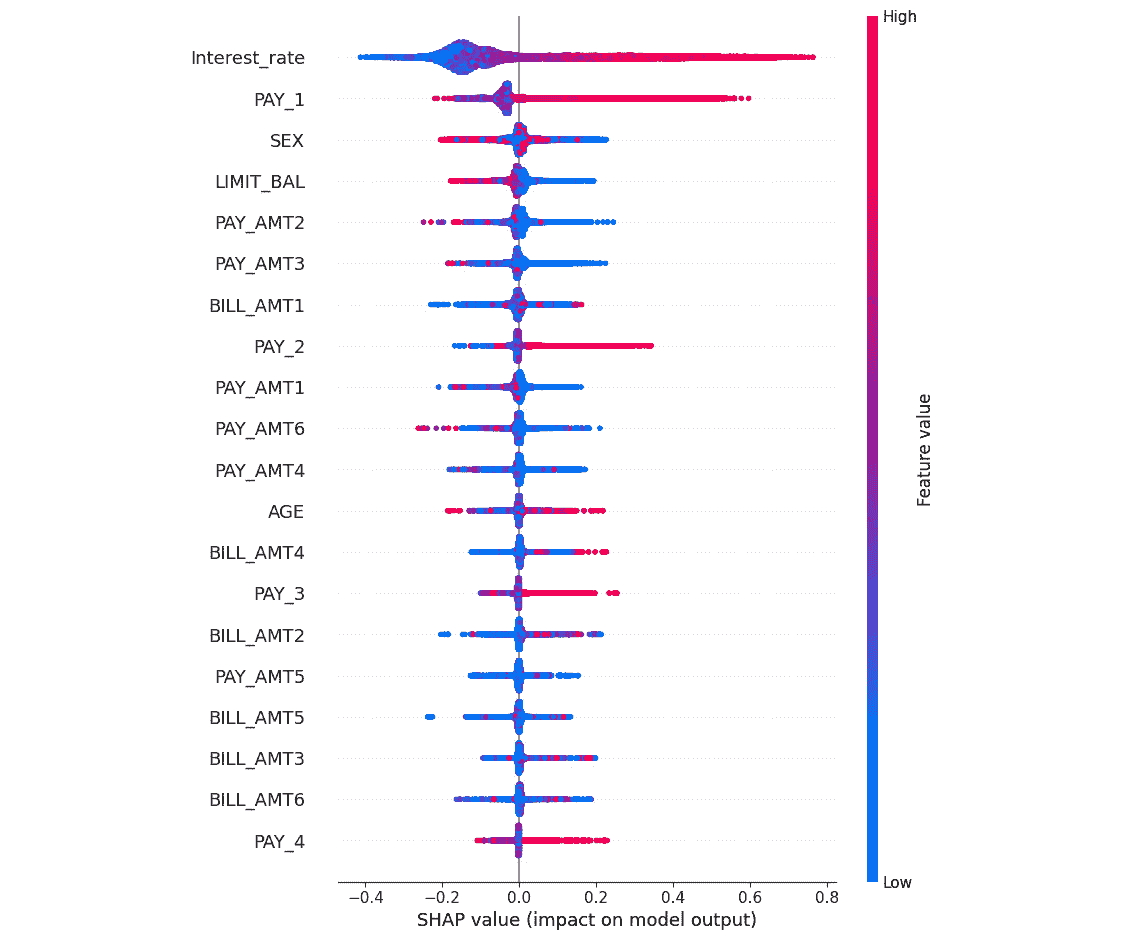 High
Interest_rate
PAY_1
SEX
LIMIT_BAL
PAY_AMT2
PAY_AMT3
BILL_AMT1
PAY_2
PAY_AMT1
PAY_AMT6
PAY_AMT4
AGE
BILL_AMT4
PAY_3
BILL_AMT2
PAY_AMT5
BILL_AMT5
BILL_AMT3
BILL_AMT6
PAY_4
Feature value
Low
−0.4 −0.2 0.0 0.2 0.4 0.6 0.8
SHAP value (impact on model output)